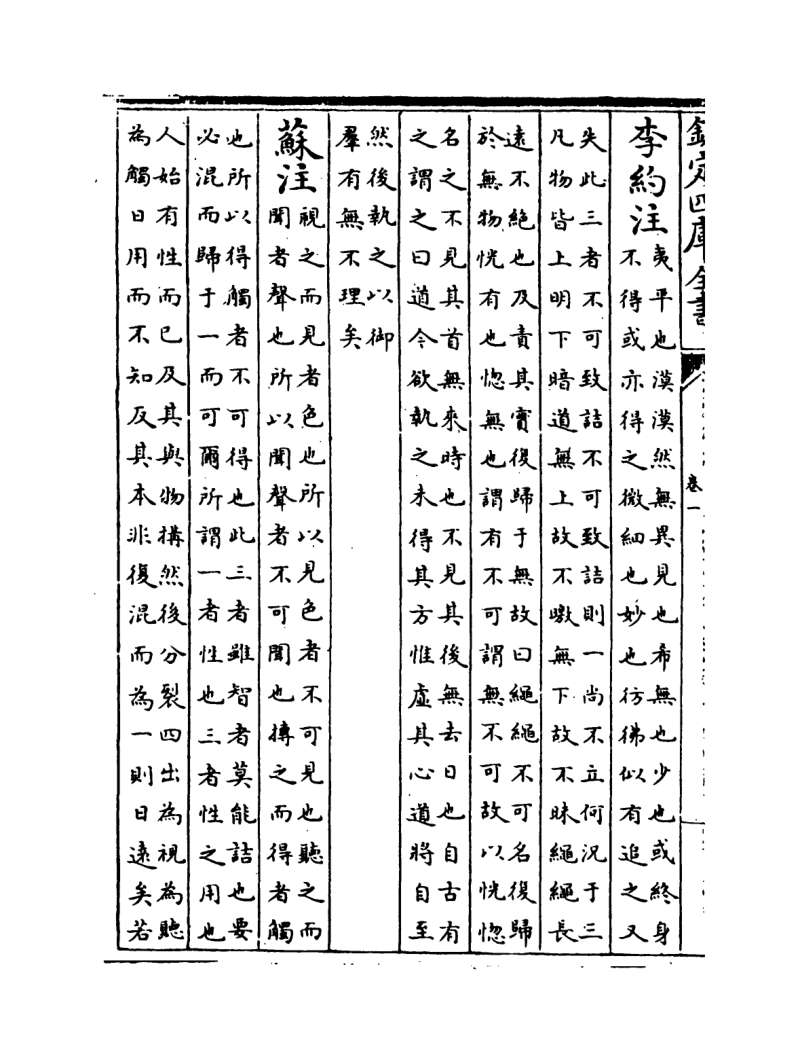 欽定四庫全書
卷一
李約注
夷平也漠漠然無異見也希無也少也或終身
不得或亦得之微細也妙也彷彿似有追之又
失此三者不可致詰不可致詰則一尚不立何況于三
凡物皆上明下暗道無上故不曒無下故不昧繩繩長
遠不絕也及責其實復歸于無故曰繩繩不可名復歸
於無物恍有也惚無也謂有不可謂無不可故以恍惚
名之不見其首無來時也不見其後無去日也自古有
之謂之曰道今欲執之未得其方惟虛其心道將自至
然後執之以御
羣有無不理矣
蘇注
視之而見者色也所以見色者不可見也聽之而
聞者聲也所以聞聲者不可聞也摶之而得者觸
也所以得觸者不可得也此三者雖智者莫能詰也要
必混而歸于一而可爾所謂一者性也三者性之用也
人始有性而已及其與物搆然後分裂四出為視為聽
為觸日用而不知反其本非復混而為一則日遠矣若